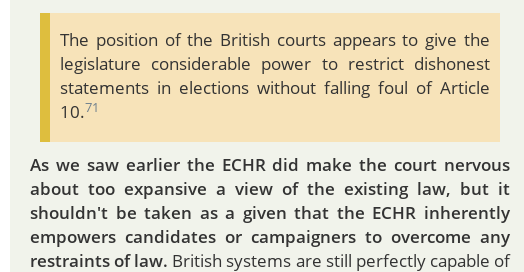 The position of the British courts appears to give the
legislature considerable power to restrict dishonest
statements in elections without falling foul of Article
10.71
As we saw earlier the ECHR did make the court nervous
about too expansive a view of the existing law, but it
shouldn't be taken as a given that the ECHR inherently
empowers candidates or campaigners to overcome any
restraints of law. British systems are still perfectly capable of